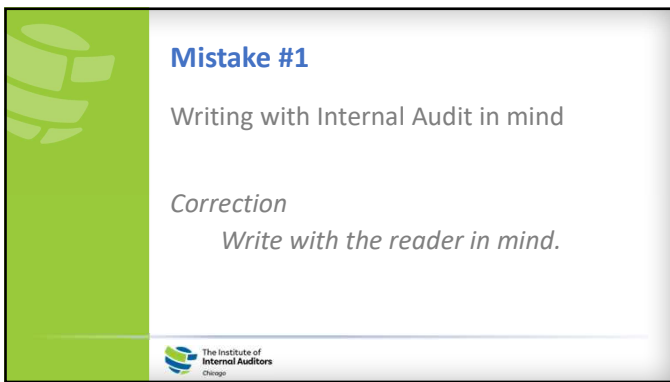 Mistake #1
Writing with Internal Audit in mind
Correction
Write with the reader in mind.
The Institute of
Internal Auditors
Chicago